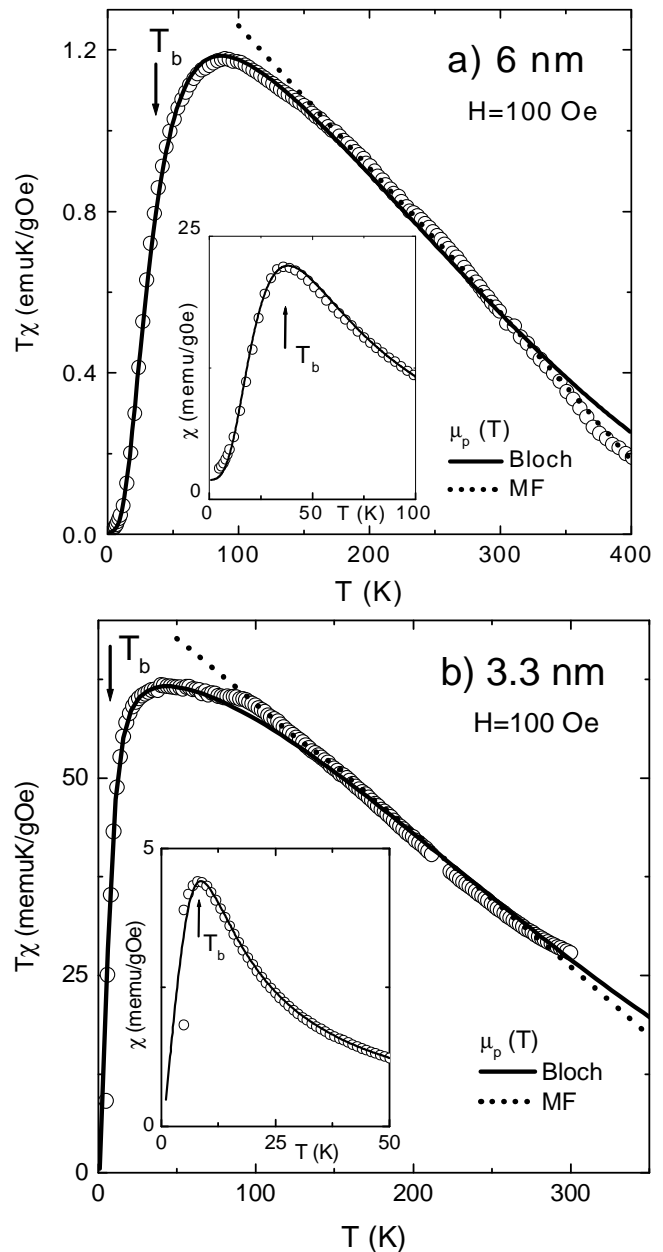 1.2
0.8
0.4
0.0
Tχ (emuK/gOe)
T_b
a) 6 nm
H=100 Oe
25
0
χ (memu/g0e)
T_b
50
100
T (K)
μ_p (T)
Bloch
MF
0
100
200
300
400
T (K)
50
25
0
Tχ (memuK/gOe)
T_b
b) 3.3 nm
H=100 Oe
5
0
χ (memu/gOe)
T_b
0
25
50
T (K)
μ_p (T)
Bloch
MF
0
100
200
300
T (K)